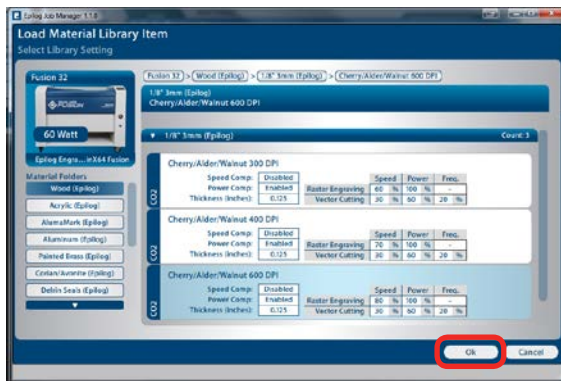 Epilog Job Manager 1.1.0
Load Material Library Item
Select Library Setting
Fusion 32
FUSION
60 Watt
Epilog Engra...inX64 Fusion
Material Folders
Wood (Epilog)
Acrylic (Epilog)
AlumaMark (Epilog)
Aluminum (Epilog)
Painted Brass (Epilog)
Corian/Avonite (Epilog)
Delrin Seals (Epilog)
Fusion 32 > Wood (Epilog) > 1/8" 3mm (Epilog) > Cherry/Alder/Walnut 600 DPI
1/8" 3mm (Epilog)
Cherry/Alder/Walnut 600 DPI
1/8" 3mm (Epilog) Count: 3
CO2
Cherry/Alder/Walnut 300 DPI
Speed Comp: Disabled Speed Power Freq.
Power Comp: Enabled Raster Engraving 60 % 100 % -
Thickness (Inches): 0.125 Vector Cutting 30 % 60 % 20 %
CO2
Cherry/Alder/Walnut 400 DPI
Speed Comp: Disabled Speed Power Freq.
Power Comp: Enabled Raster Engraving 70 % 100 % -
Thickness (Inches): 0.125 Vector Cutting 30 % 60 % 20 %
CO2
Cherry/Alder/Walnut 600 DPI
Speed Comp: Disabled Speed Power Freq.
Power Comp: Enabled Raster Engraving 80 % 100 % -
Thickness (Inches): 0.125 Vector Cutting 30 % 60 % 20 %
Ok Cancel